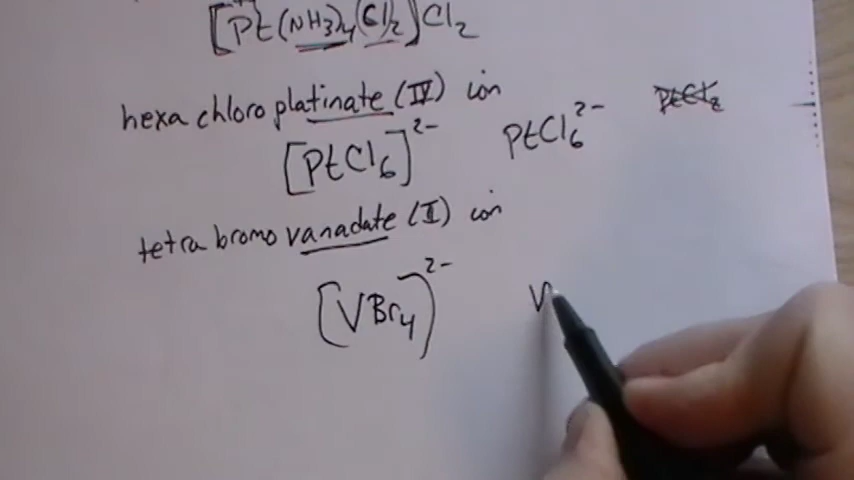 [Pt(NH3)4(Cl)2]Cl2
hexa chloro platinate (IV) ion
[PtCl6]2- PtCl6 2- PtCl2
tetra bromo vanadate (I) ion
[VBr4]2- V